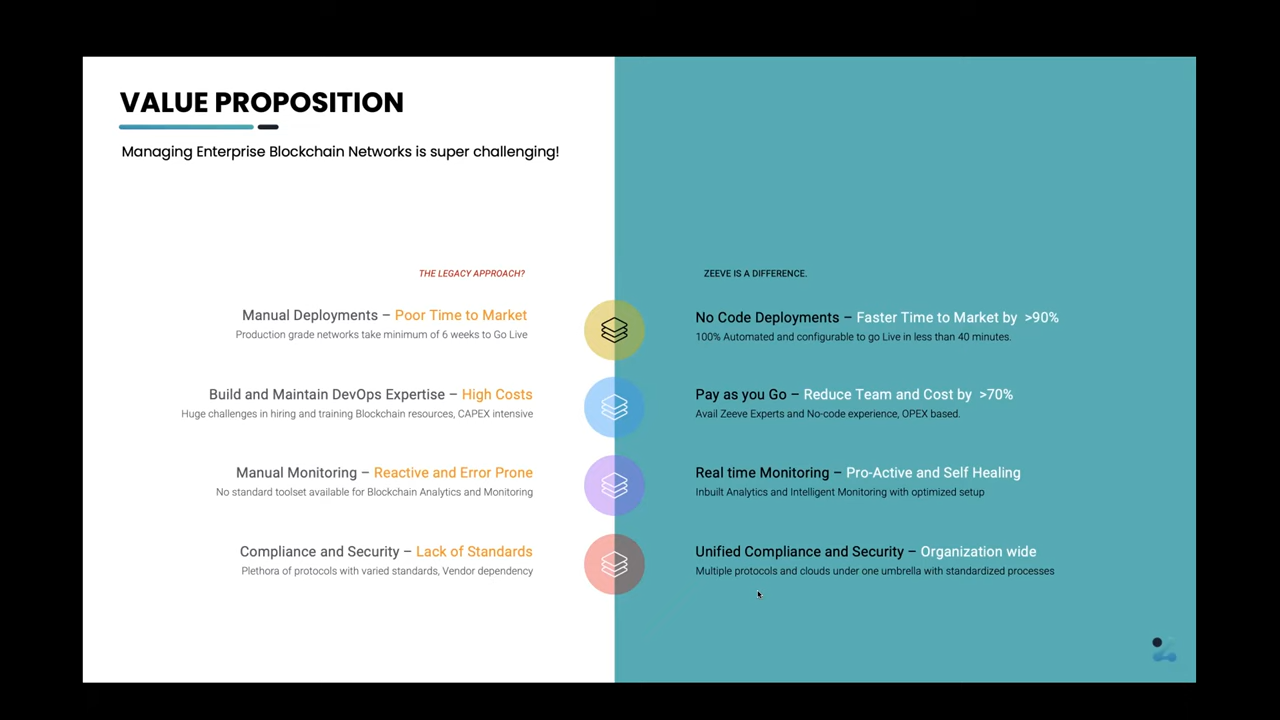 VALUE PROPOSITION
Managing Enterprise Blockchain Networks is super challenging!
THE LEGACY APPROACH?
Manual Deployments – Poor Time to Market
Production grade networks take minimum of 6 weeks to Go Live
Build and Maintain DevOps Expertise – High Costs
Huge challenges in hiring and training Blockchain resources, CAPEX intensive
Manual Monitoring – Reactive and Error Prone
No standard toolset available for Blockchain Analytics and Monitoring
Compliance and Security – Lack of Standards
Plethora of protocols with varied standards, Vendor dependency
ZEEVE IS A DIFFERENCE.
No Code Deployments – Faster Time to Market by >90%
100% Automated and configurable to go Live in less than 40 minutes.
Pay as you Go – Reduce Team and Cost by >70%
Avail Zeeve Experts and No-code experience, OPEX based.
Real time Monitoring – Pro-Active and Self Healing
Inbuilt Analytics and Intelligent Monitoring with optimized setup
Unified Compliance and Security – Organization wide
Multiple protocols and clouds under one umbrella with standardized processes